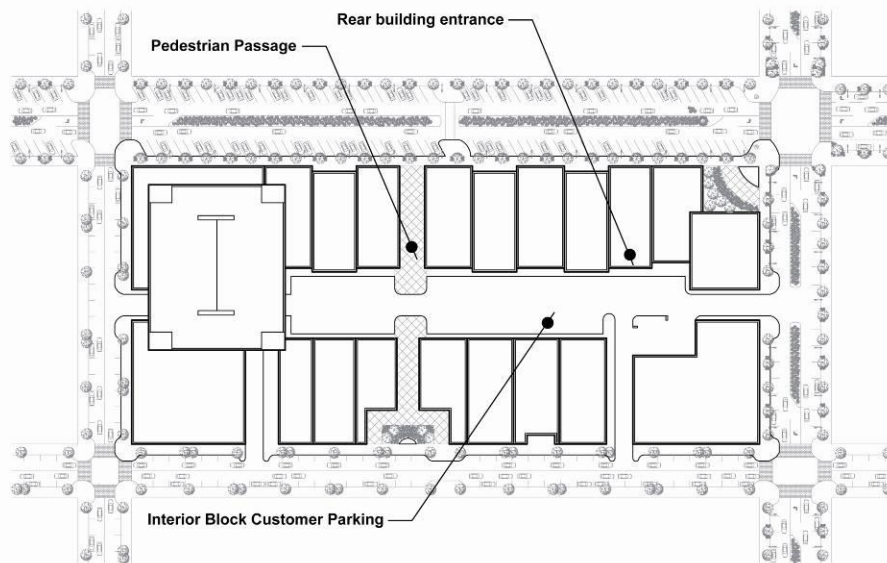 Rear building entrance
Pedestrian Passage
Interior Block Customer Parking